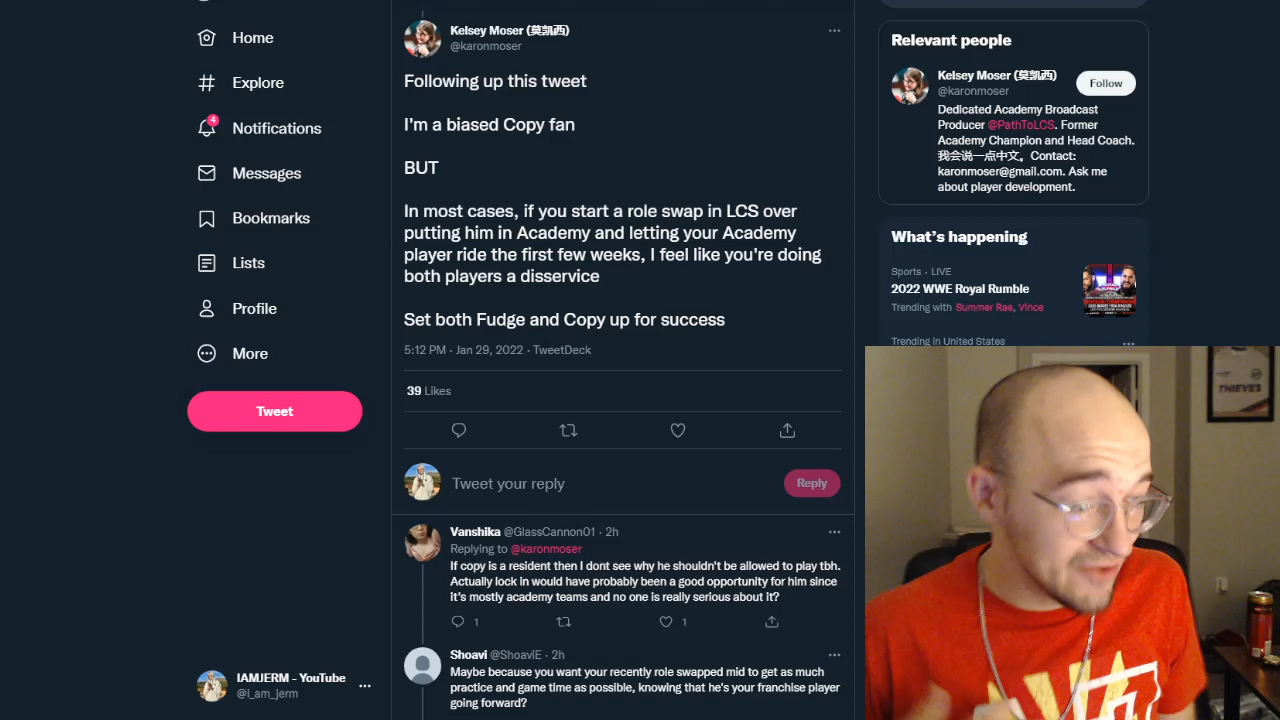 Home
Explore
4
Notifications
Messages
Bookmarks
Lists
Profile
More
Tweet
IAMJERM - YouTube
@I_am_jerm
Kelsey Moser (莫凯西)
@karonmoser
Following up this tweet
I'm a biased Copy fan
BUT
In most cases, if you start a role swap in LCS over
putting him in Academy and letting your Academy
player ride the first few weeks, I feel like you're doing
both players a disservice
Set both Fudge and Copy up for success
5:12 PM · Jan 29, 2022 · TweetDeck
39 Likes
Tweet your reply
Reply
Vanshika @GlassCannon01 · 2h
Replying to @karonmoser
If copy is a resident then I dont see why he shouldn't be allowed to play tbh.
Actually lock in would have probably been a good opportunity for him since
it's mostly academy teams and no one is really serious about it?
1
1
Shoavi @ShoaviE · 2h
Maybe because you want your recently role swapped mid to get as much
practice and game time as possible, knowing that he's your franchise player
going forward?
Relevant people
Kelsey Moser (莫凯西)
@karonmoser
Follow
Dedicated Academy Broadcast
Producer @PathToLCS. Former
Academy Champion and Head Coach.
我会说一点中文。Contact:
karonmoser@gmail.com. Ask me
about player development.
What's happening
Sports · LIVE
2022 WWE Royal Rumble
Trending with Summer Rae, Vince
Trending in United States
THIEVES